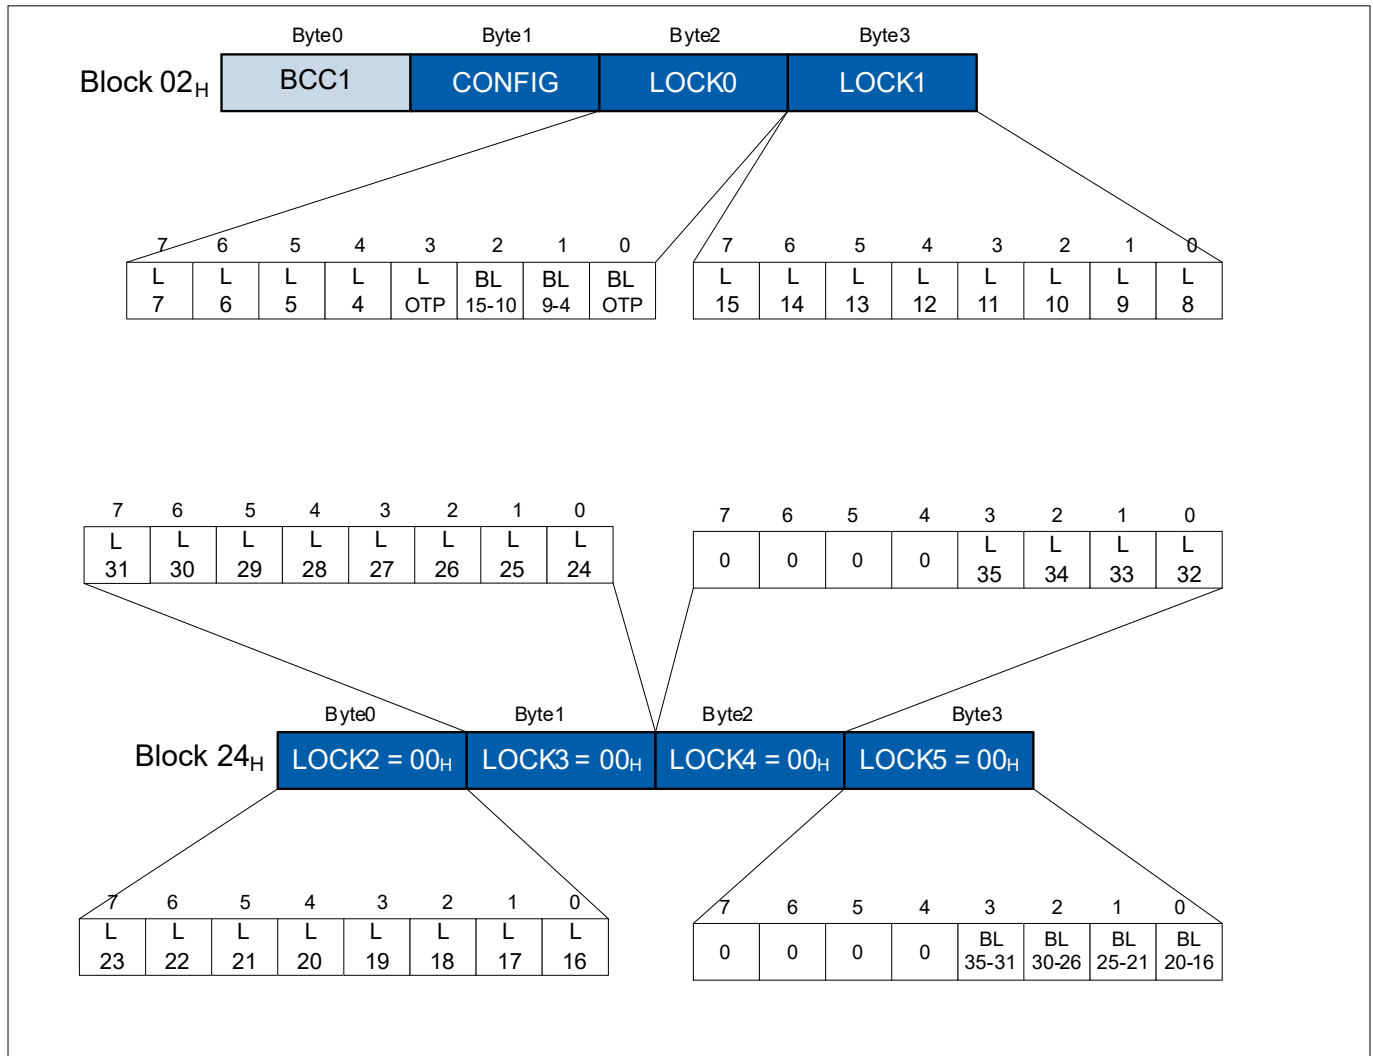 Byte0 Byte1 Byte2 Byte3
Block 02H BCC1 CONFIG LOCK0 LOCK1
7 6 5 4 3 2 1 0 7 6 5 4 3 2 1 0
L L L L L BL BL BL L L L L L L L L
7 6 5 4 OTP 15-10 9-4 OTP 15 14 13 12 11 10 9 8
7 6 5 4 3 2 1 0 7 6 5 4 3 2 1 0
L L L L L L L L L L L L
31 30 29 28 27 26 25 24 0 0 0 0 35 34 33 32
Byte0 Byte1 Byte2 Byte3
Block 24H LOCK2 = 00H LOCK3 = 00H LOCK4 = 00H LOCK5 = 00H
7 6 5 4 3 2 1 0 7 6 5 4 3 2 1 0
L L L L L L L L BL BL BL BL
23 22 21 20 19 18 17 16 0 0 0 0 35-31 30-26 25-21 20-16